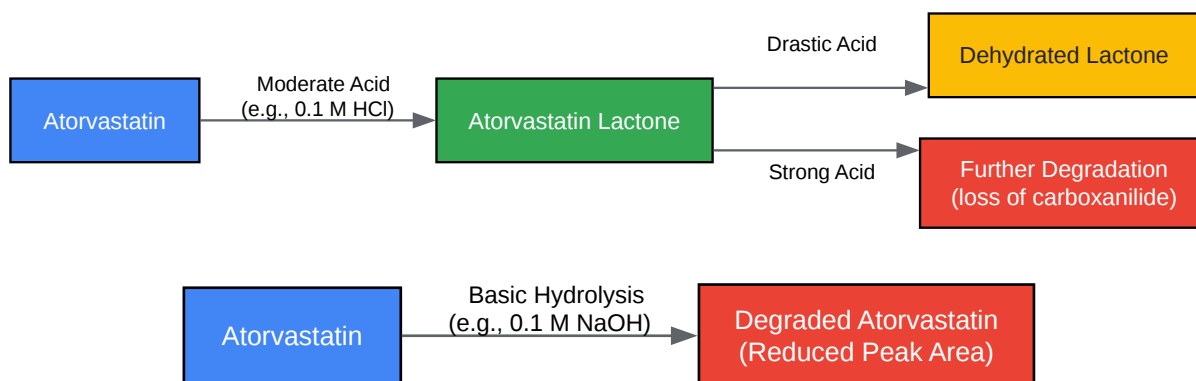 Atorvastatin
Moderate Acid
(e.g., 0.1 M HCl)
Atorvastatin Lactone
Drastic Acid
Dehydrated Lactone
Strong Acid
Further Degradation
(loss of carboxanilide)
Atorvastatin
Basic Hydrolysis
(e.g., 0.1 M NaOH)
Degraded Atorvastatin
(Reduced Peak Area)